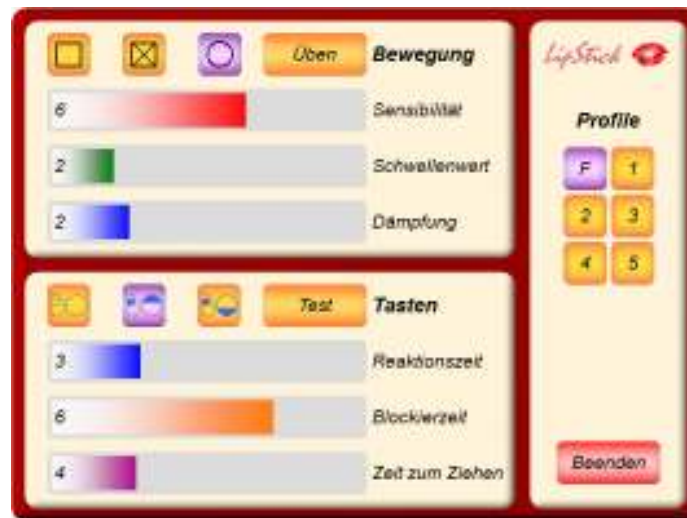 Üben Bewegung
6 Sensibilität
2 Schwellenwert
2 Dämpfung
Test Tasten
3 Reaktionszeit
6 Blockierzeit
4 Zeit zum Ziehen
LipStick
Profile
F 1
2 3
4 5
Beenden